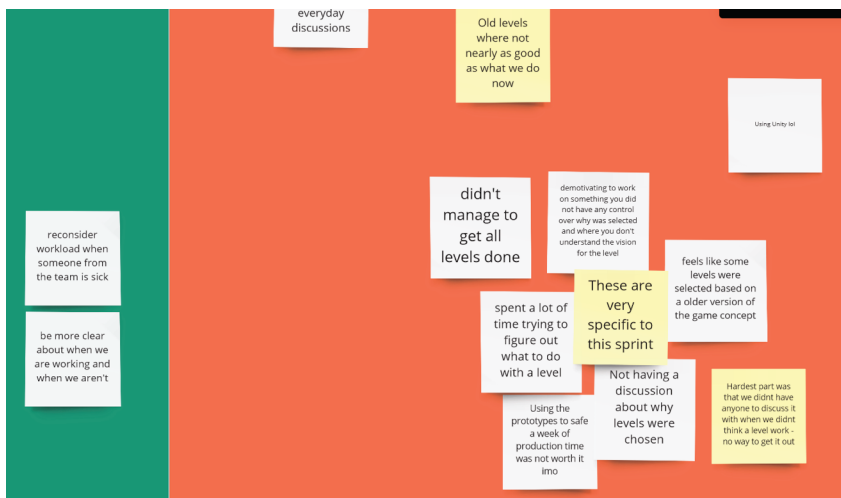 everyday
discussions
Old levels
where not
nearly as good
as what we do
now
Using Unity lol
didn't
manage to
get all
levels done
demotivating to work
on something you did
not have any control
over why was selected
and where you don't
understand the vision
for the level
reconsider
workload when
someone from
the team is sick
feels like some
levels were
selected based on
a older version of
the game concept
These are
very
specific to
this sprint
spent a lot of
time trying to
figure out
what to do
with a level
be more clear
about when we
are working and
when we aren't
Not having a
discussion
about why
levels were
chosen
Hardest part was
that we didnt have
anyone to discuss it
with when we didnt
think a level work -
no way to get it out
Using the
prototypes to safe
a week of
production time
was not worth it
imo